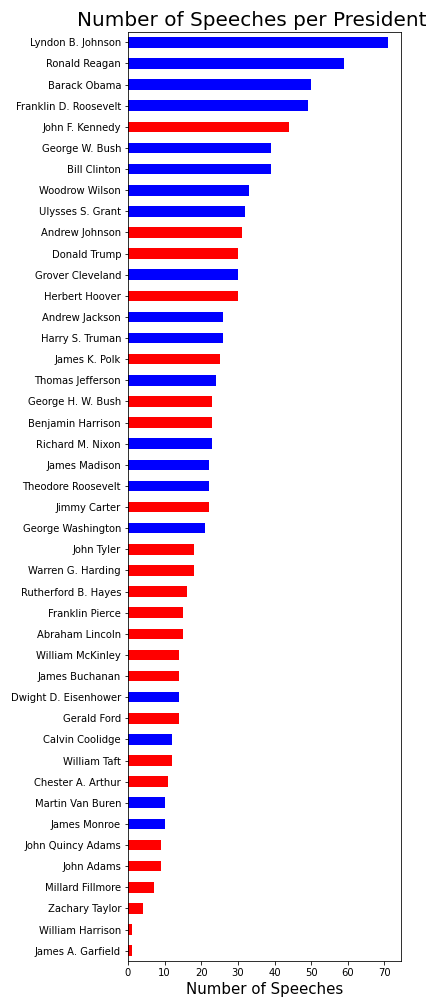 Number of Speeches per President
Lyndon B. Johnson
Ronald Reagan
Barack Obama
Franklin D. Roosevelt
John F. Kennedy
George W. Bush
Bill Clinton
Woodrow Wilson
Ulysses S. Grant
Andrew Johnson
Donald Trump
Grover Cleveland
Herbert Hoover
Andrew Jackson
Harry S. Truman
James K. Polk
Thomas Jefferson
George H. W. Bush
Benjamin Harrison
Richard M. Nixon
James Madison
Theodore Roosevelt
Jimmy Carter
George Washington
John Tyler
Warren G. Harding
Rutherford B. Hayes
Franklin Pierce
Abraham Lincoln
William McKinley
James Buchanan
Dwight D. Eisenhower
Gerald Ford
Calvin Coolidge
William Taft
Chester A. Arthur
Martin Van Buren
James Monroe
John Quincy Adams
John Adams
Millard Fillmore
Zachary Taylor
William Harrison
James A. Garfield
0 10 20 30 40 50 60 70
Number of Speeches